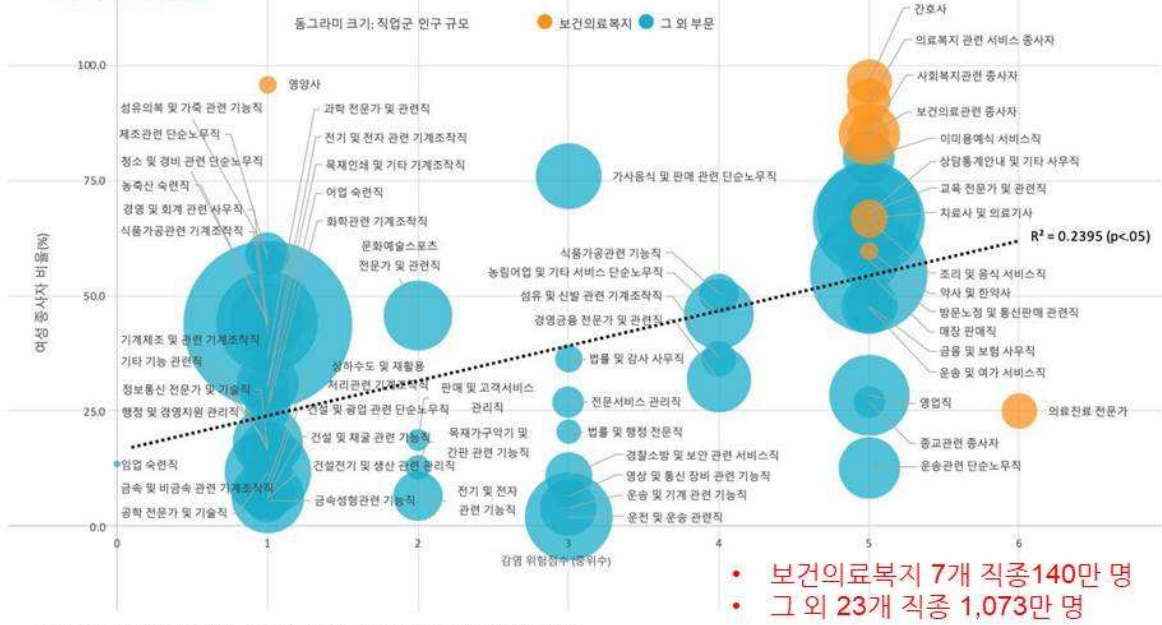 동그라미 크기: 직업군 인구 규모
보건의료복지
그 외 부문
간호사
의료복지 관련 서비스 종사자
사회복지관련 종사자
보건의료관련 종사자
이미용예식 서비스직
상담통계안내 및 기타 사무직
교육 전문가 및 관련직
치료사 및 의료기사
R² = 0.2395 (p<.05)
조리 및 음식 서비스직
약사 및 한약사
방문노점 및 통신판매 관련직
매장 판매직
금융 및 보험 사무직
운송 및 여가 서비스직
영업직
의료진료 전문가
종교관련 종사자
운송관련 단순노무직
100.0
75.0
50.0
25.0
0.0
여성 종사자 비율(%)
영양사
섬유의복 및 가죽 관련 기능직
제조관련 단순노무직
청소 및 경비 관련 단순노무직
농축산 숙련직
경영 및 회계 관련 사무직
식품가공관련 기계조작직
과학 전문가 및 관련직
전기 및 전자 관련 기계조작직
목재인쇄 및 기타 기계조작직
어업 숙련직
화학관련 기계조작직
문화예술스포츠
전문가 및 관련직
가사음식 및 판매 관련 단순노무직
식품가공관련 기능직
농림어업 및 기타 서비스 단순노무직
섬유 및 신발 관련 기계조작직
경영금융 전문가 및 관련직
기계제조 및 관련 기계조작직
기타 기능 관련직
정보통신 전문가 및 기술직
행정 및 경영지원 관리직
임업 숙련직
금속 및 비금속 관련 기계조작직
공학 전문가 및 기술직
상하수도 및 재활용
처리관련 기계조작직
건설 및 광업 관련 단순노무직
건설 및 채굴 관련 기능직
건설전기 및 생산 관련 관리직
금속성형관련 기능직
판매 및 고객서비스
관리직
목재가구악기 및
간판 관련 기능직
전기 및 전자
관련 기능직
법률 및 감사 사무직
전문서비스 관리직
법률 및 행정 전문직
경찰소방 및 보안 관련 서비스직
영상 및 통신 장비 관련 기능직
운송 및 기계 관련 기능직
운전 및 운송 관련직
0 1 2 3 4 5 6
감염 위험점수 (중위수)
• 보건의료복지 7개 직종140만 명
• 그 외 23개 직종 1,073만 명